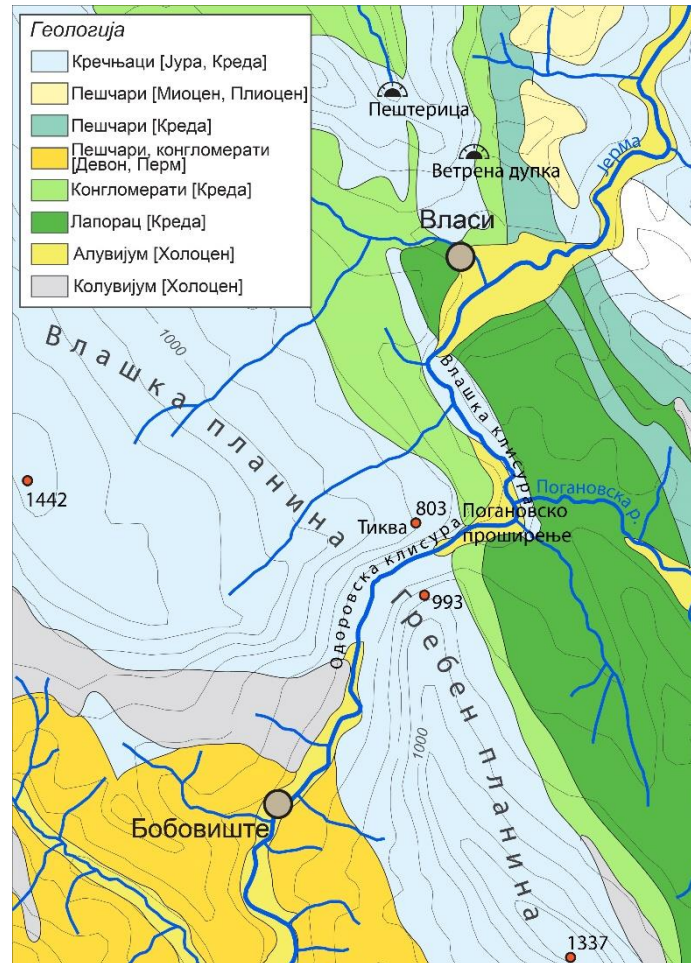 Геологија
Кречњаци [Јура, Креда]
Пешчари [Миоцен, Плиоцен]
Пешчари [Креда]
Пешчари, конгломерати
[Девон, Перм]
Конгломерати [Креда]
Лапорац [Креда]
Алувијум [Холоцен]
Колувијум [Холоцен]
Пештерица
Ветрена дупка
Јерма
Власи
1000
Влашка планина
Влашка клисура
1442
803
Тиква
Погановска р.
Погановско
проширење
Одоровска клисура
993
Гребен планина
1000
Бобовиште
1337